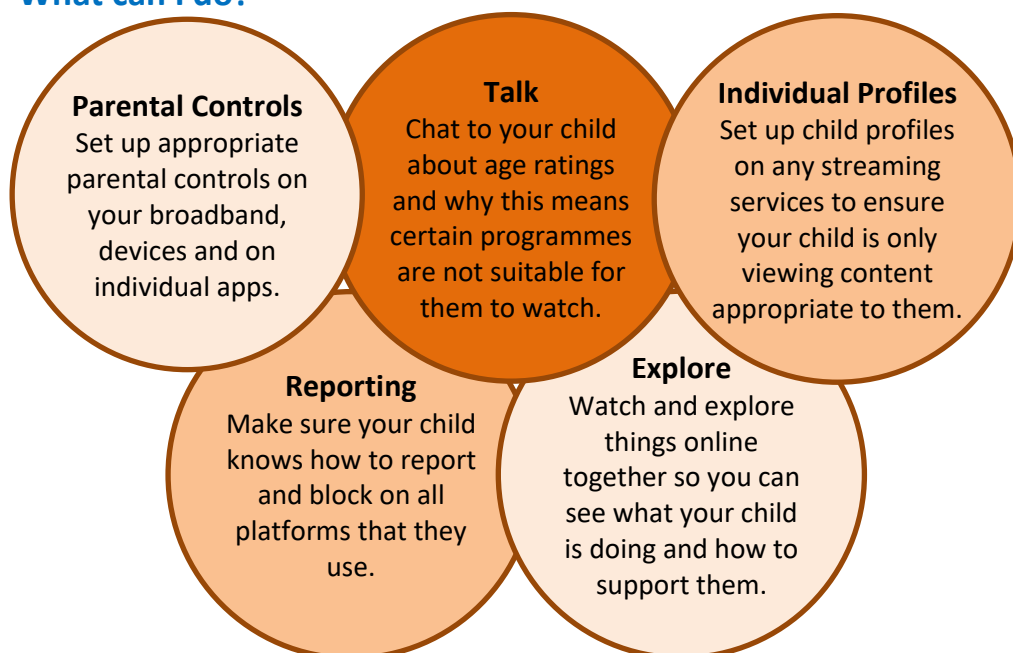 What can I do?
Parental Controls
Set up appropriate
parental controls on
your broadband,
devices and on
individual apps.
Talk
Chat to your child
about age ratings
and why this means
certain programmes
are not suitable for
them to watch.
Individual Profiles
Set up child profiles
on any streaming
services to ensure
your child is only
viewing content
appropriate to them.
Reporting
Make sure your child
knows how to report
and block on all
platforms that they
use.
Explore
Watch and explore
things online
together so you can
see what your child
is doing and how to
support them.